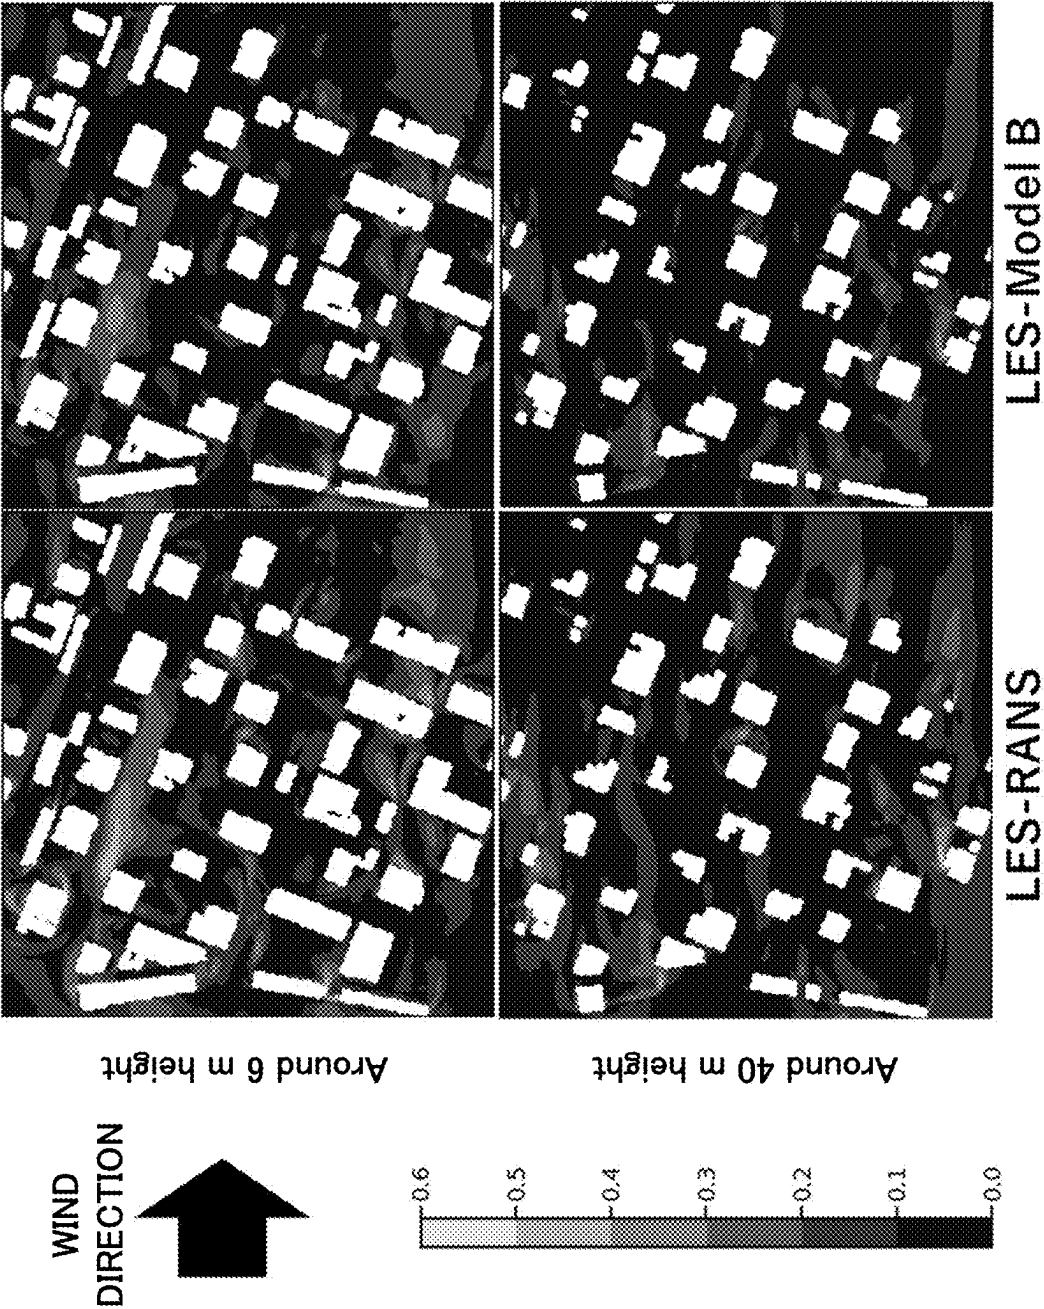 WIND
DIRECTION
0.6
0.5
0.4
0.3
0.2
0.1
0.0
Around 6 m height
Around 40 m height
LES-RANS
LES-Model B